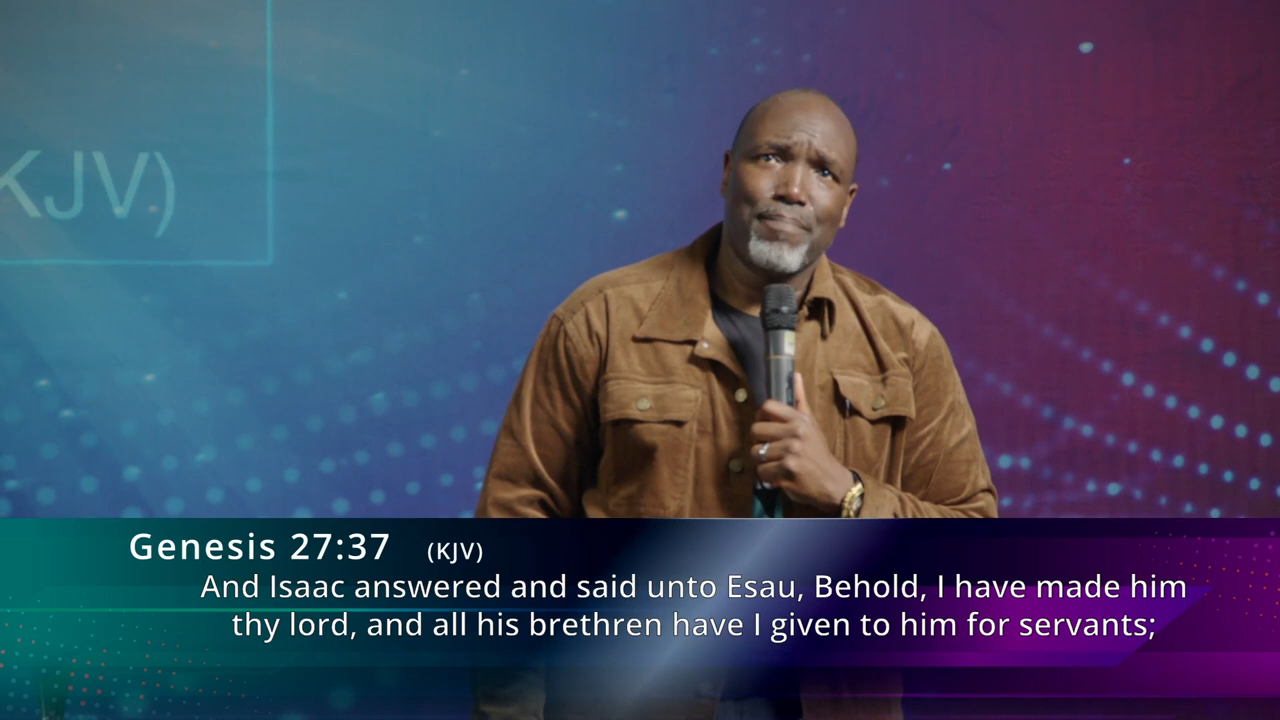 KJV)
Genesis 27:37 (KJV)
And Isaac answered and said unto Esau, Behold, I have made him
thy lord, and all his brethren have I given to him for servants;